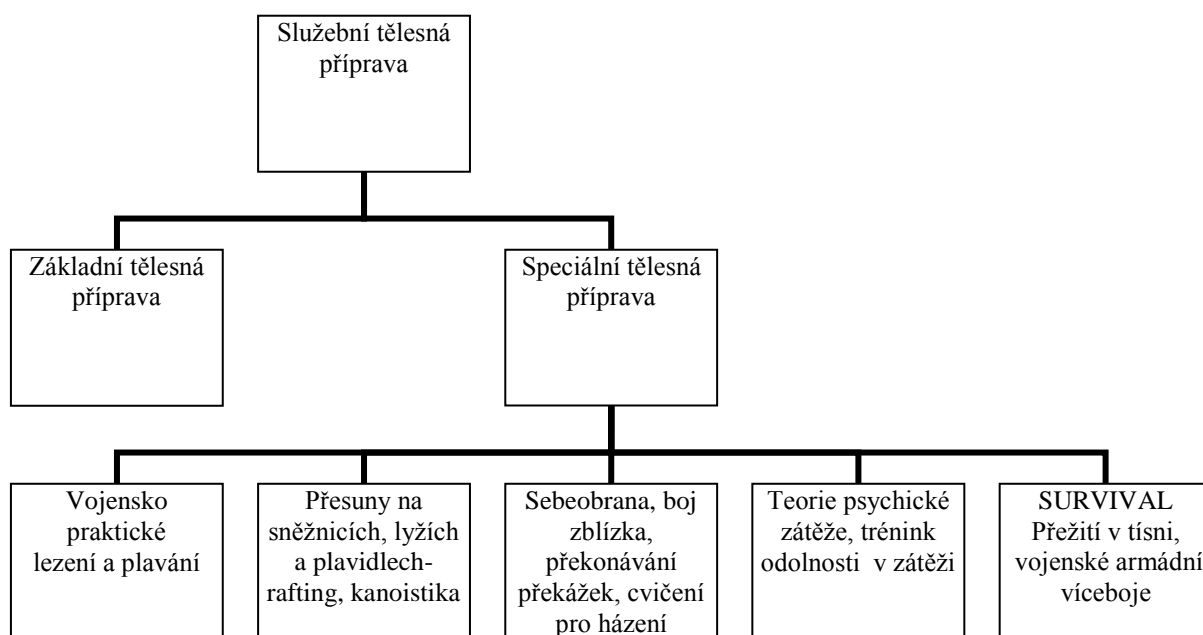 Služební tělesná
příprava
Základní tělesná
příprava
Speciální tělesná
příprava
Vojensko
praktické
lezení a plavání
Přesuny na
sněžnicích, lyžích
a plavidlech-
rafting, kanoistika
Sebeobrana, boj
zblízka,
překonávání
překážek, cvičení
pro házení
Teorie psychické
zátěže, trénink
odolnosti v zátěži
SURVIVAL
Přežití v tísni,
vojenské armádní
víceboje